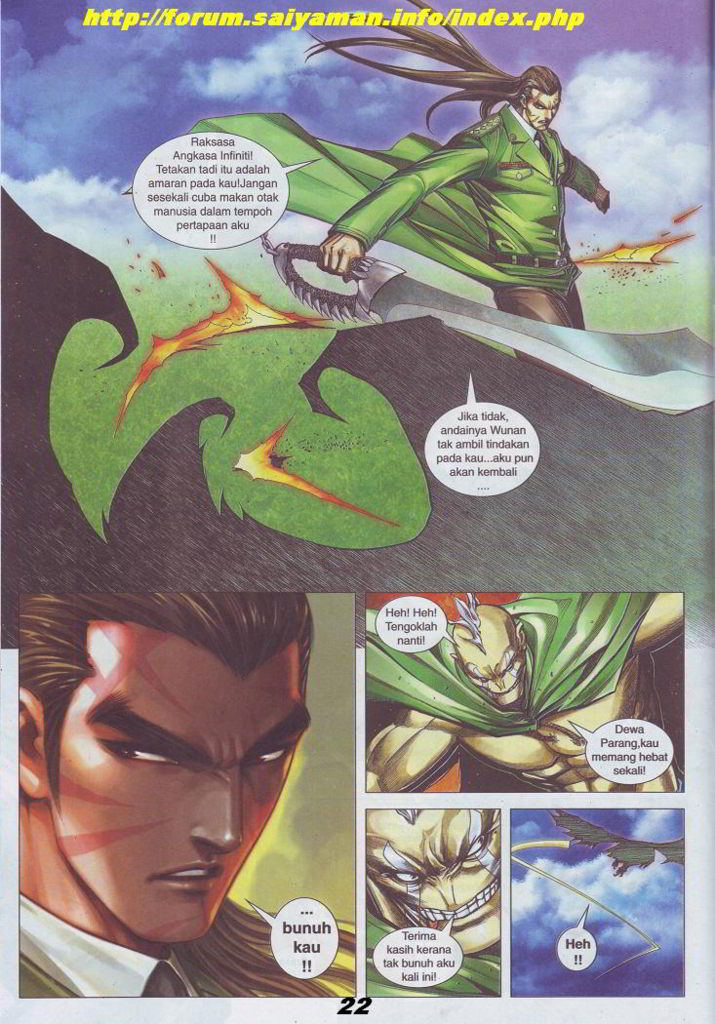 http://forum.saiyaman.info/index.php
Raksasa
Angkasa Infiniti!
Tetakan tadi itu adalah
amaran pada kau!Jangan
sesekali cuba makan otak
manusia dalam tempoh
pertapaan aku
!!
Jika tidak,
andainya Wunan
tak ambil tindakan
pada kau...aku pun
akan kembali
....
...
bunuh
kau
!!
Heh! Heh!
Tengoklah
nanti!
Dewa
Parang,kau
memang hebat
sekali!
Terima
kasih kerana
tak bunuh aku
kali ini!
Heh
!!
22